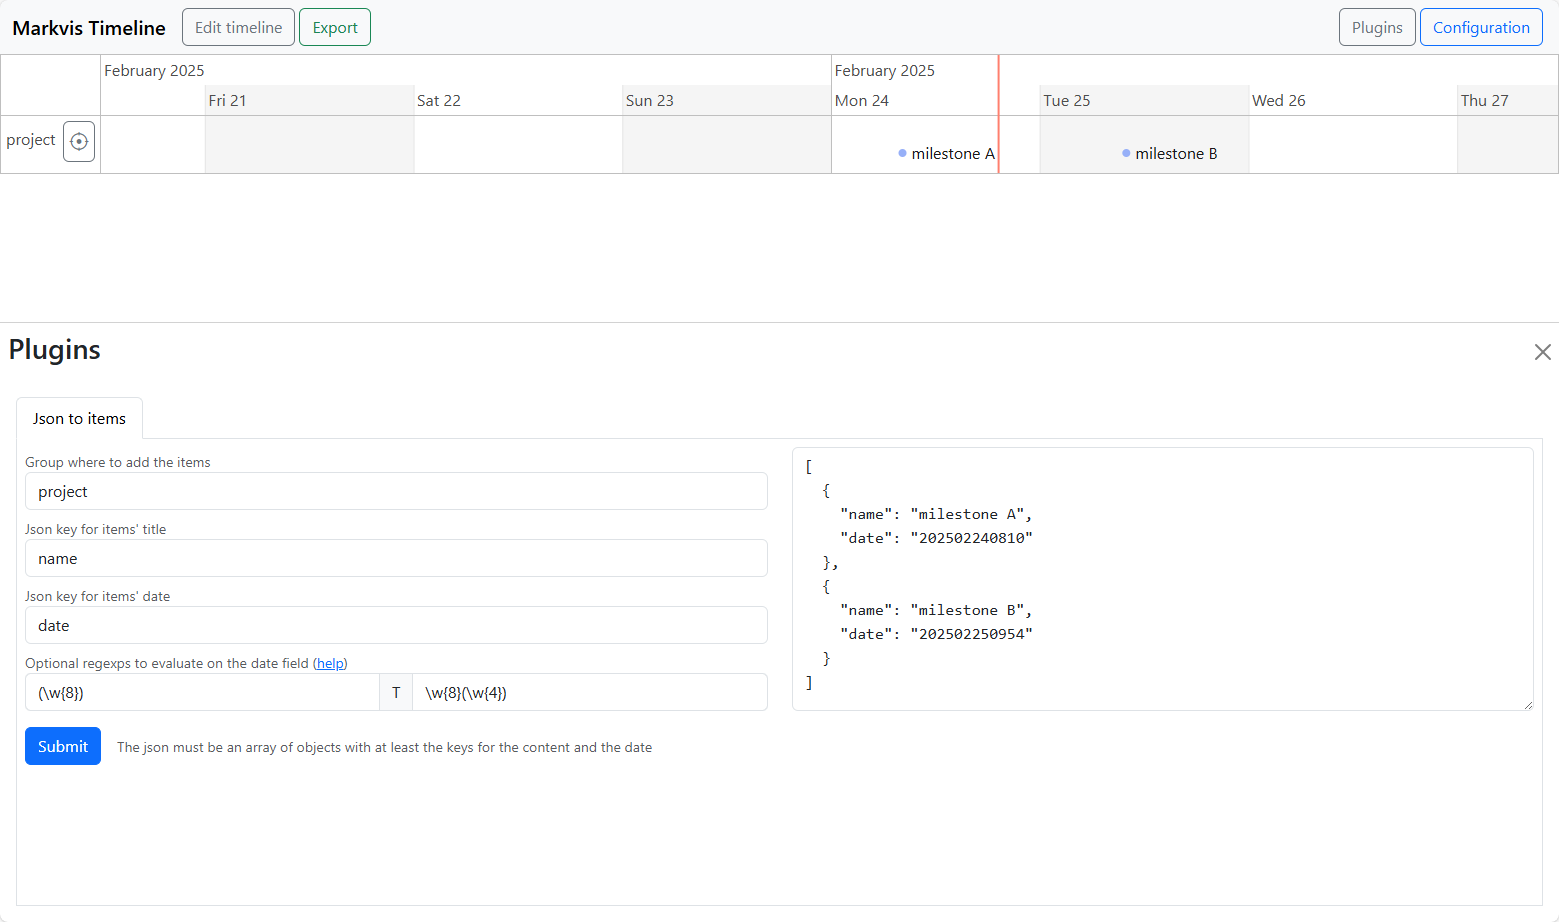 Markvis Timeline Edit timeline Export Plugins Configuration
February 2025 February 2025
Fri 21 Sat 22 Sun 23 Mon 24 Tue 25 Wed 26 Thu 27
project milestone A milestone B
Plugins
Json to items
Group where to add the items
project
Json key for items' title
name
Json key for items' date
date
Optional regexps to evaluate on the date field (help)
(\w{8}) T \w{8}(\w{4})
Submit The json must be an array of objects with at least the keys for the content and the date
[
  {
    "name": "milestone A",
    "date": "202502240810"
  },
  {
    "name": "milestone B",
    "date": "202502250954"
  }
]